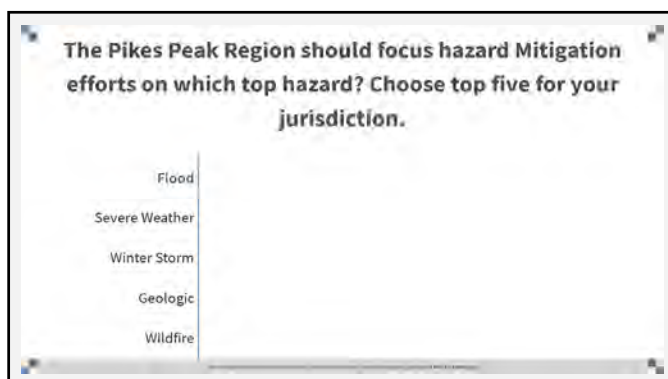 The Pikes Peak Region should focus hazard Mitigation
efforts on which top hazard? Choose top five for your
jurisdiction.
Flood
Severe Weather
Winter Storm
Geologic
Wildfire